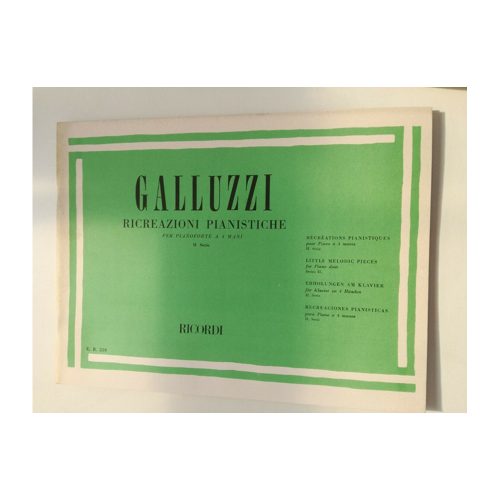 GALLUZZI
RICREAZIONI PIANISTICHE
PER PIANOFORTE A 4 MANI
II. Serie
RÉCRÉATIONS PIANISTIQUES
pour Piano à 4 mains
II. Serie
LITTLE MELODIC PIECES
for Piano duet
Series II.
ERHOLUNGEN AM KLAVIER
für Klavier zu 4 Händen
II. Serie
RECREACIONES PIANISTICAS
para Piano a 4 manos
II. Serie
RICORDI
E. R.